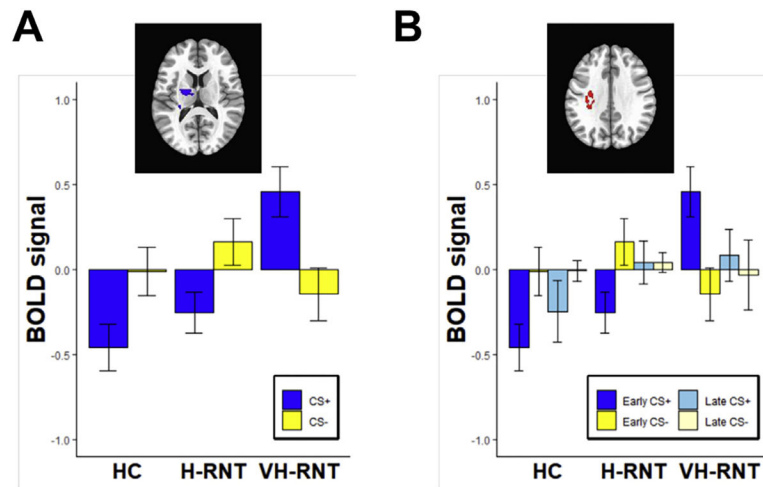 A
BOLD signal
1.0
0.5
0.0
-0.5
-1.0
CS+
CS-
HC H-RNT VH-RNT
B
BOLD signal
1.0
0.5
0.0
-0.5
-1.0
Early CS+ Late CS+
Early CS- Late CS-
HC H-RNT VH-RNT